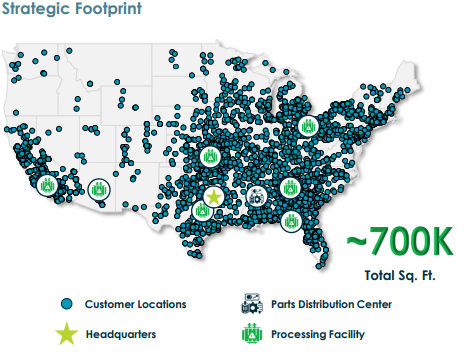 Strategic Footprint
~700K
Total Sq. Ft.
Customer Locations
Parts Distribution Center
Headquarters
Processing Facility